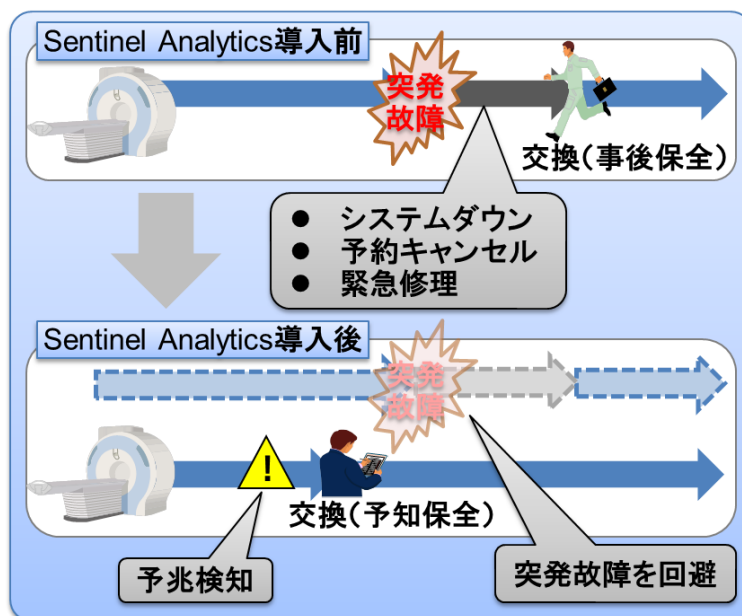 Sentinel Analytics導入前
突発
故障
交換(事後保全)
● システムダウン
● 予約キャンセル
● 緊急修理
Sentinel Analytics導入後
突発
故障
!
交換(予知保全)
予兆検知
突発故障を回避